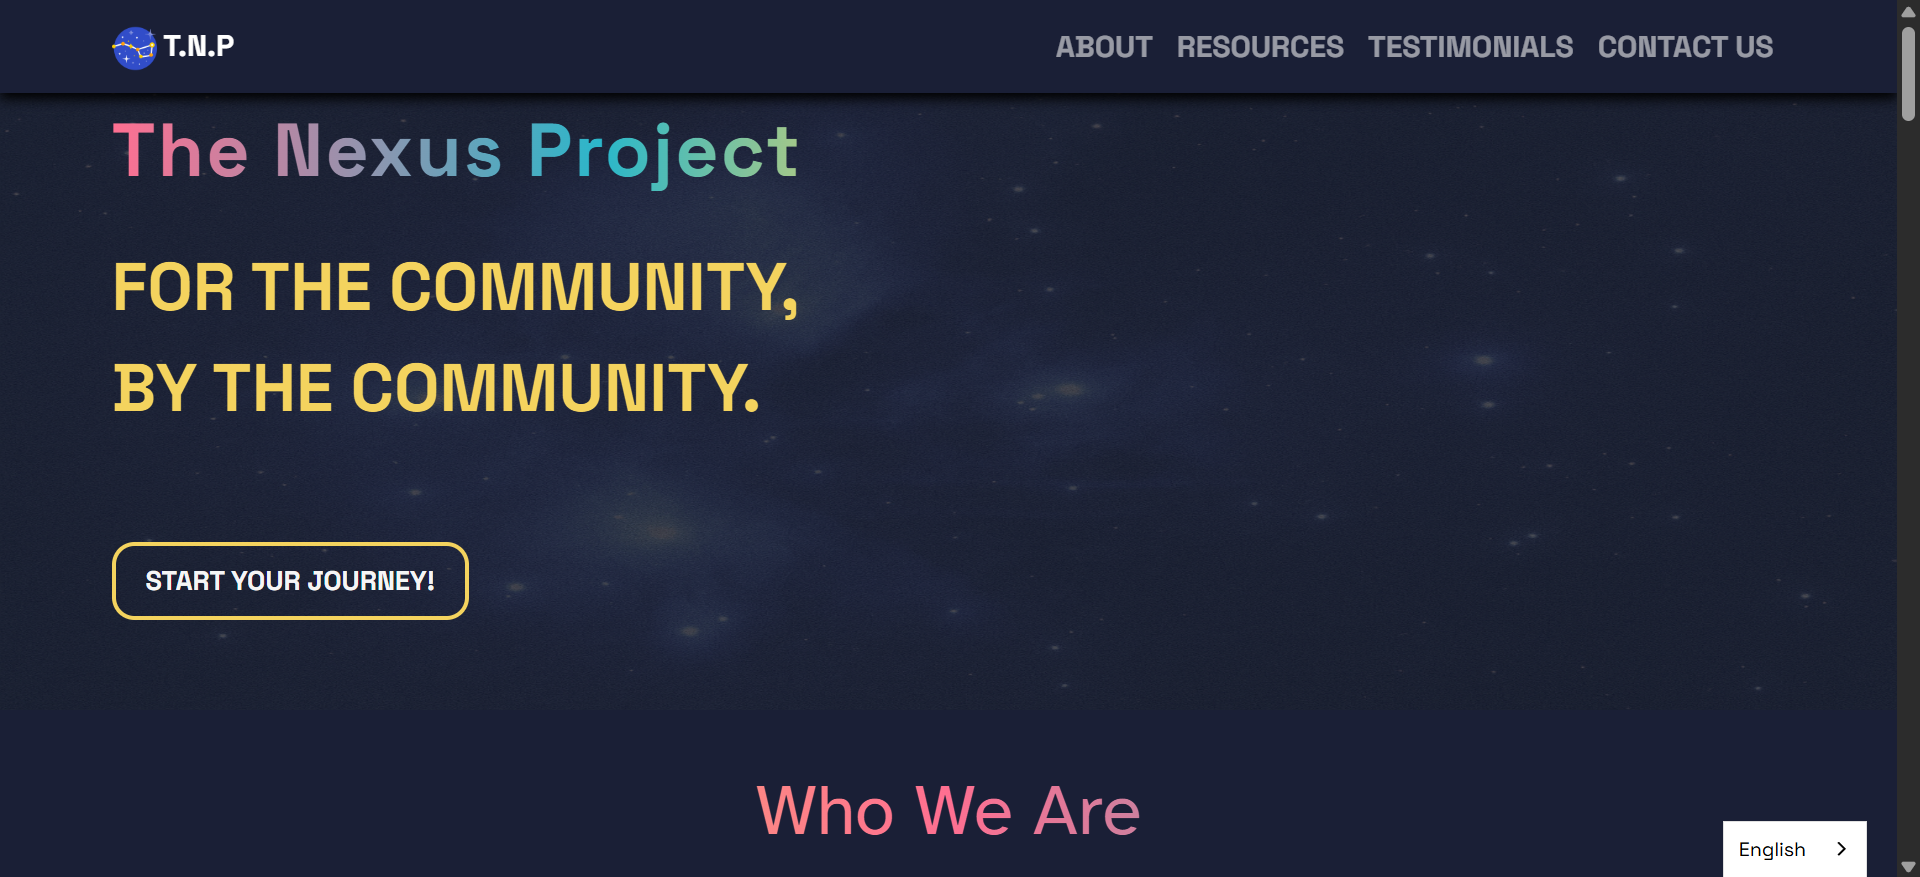 T.N.P
ABOUT RESOURCES TESTIMONIALS CONTACT US
The Nexus Project
FOR THE COMMUNITY,
BY THE COMMUNITY.
START YOUR JOURNEY!
Who We Are
English